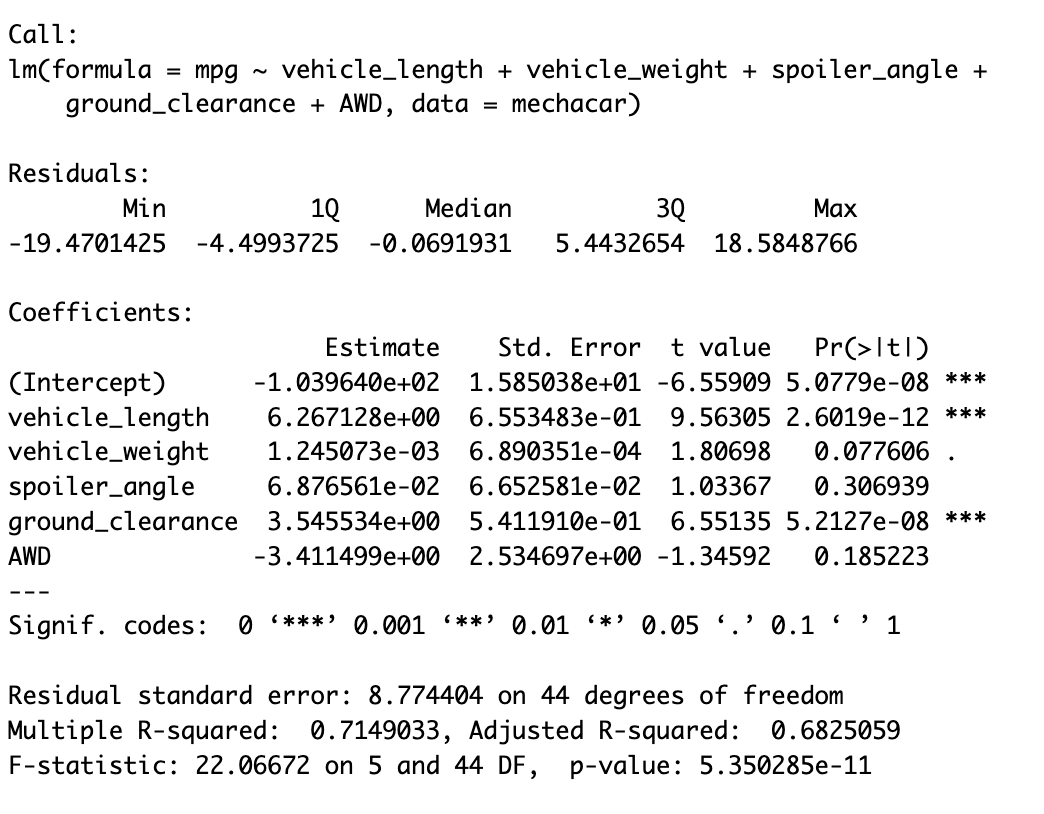 Call:
lm(formula = mpg ~ vehicle_length + vehicle_weight + spoiler_angle +
    ground_clearance + AWD, data = mechacar)

Residuals:
        Min          1Q      Median          3Q         Max
-19.4701425  -4.4993725  -0.0691931   5.4432654  18.5848766

Coefficients:
                     Estimate    Std. Error  t value   Pr(>|t|)
(Intercept)      -1.039640e+02  1.585038e+01 -6.55909 5.0779e-08 ***
vehicle_length    6.267128e+00  6.553483e-01  9.56305 2.6019e-12 ***
vehicle_weight    1.245073e-03  6.890351e-04  1.80698   0.077606 .
spoiler_angle     6.876561e-02  6.652581e-02  1.03367   0.306939
ground_clearance  3.545534e+00  5.411910e-01  6.55135 5.2127e-08 ***
AWD              -3.411499e+00  2.534697e+00 -1.34592   0.185223
---
Signif. codes:  0 ‘***’ 0.001 ‘**’ 0.01 ‘*’ 0.05 ‘.’ 0.1 ‘ ’ 1

Residual standard error: 8.774404 on 44 degrees of freedom
Multiple R-squared:  0.7149033, Adjusted R-squared:  0.6825059
F-statistic: 22.06672 on 5 and 44 DF,  p-value: 5.350285e-11